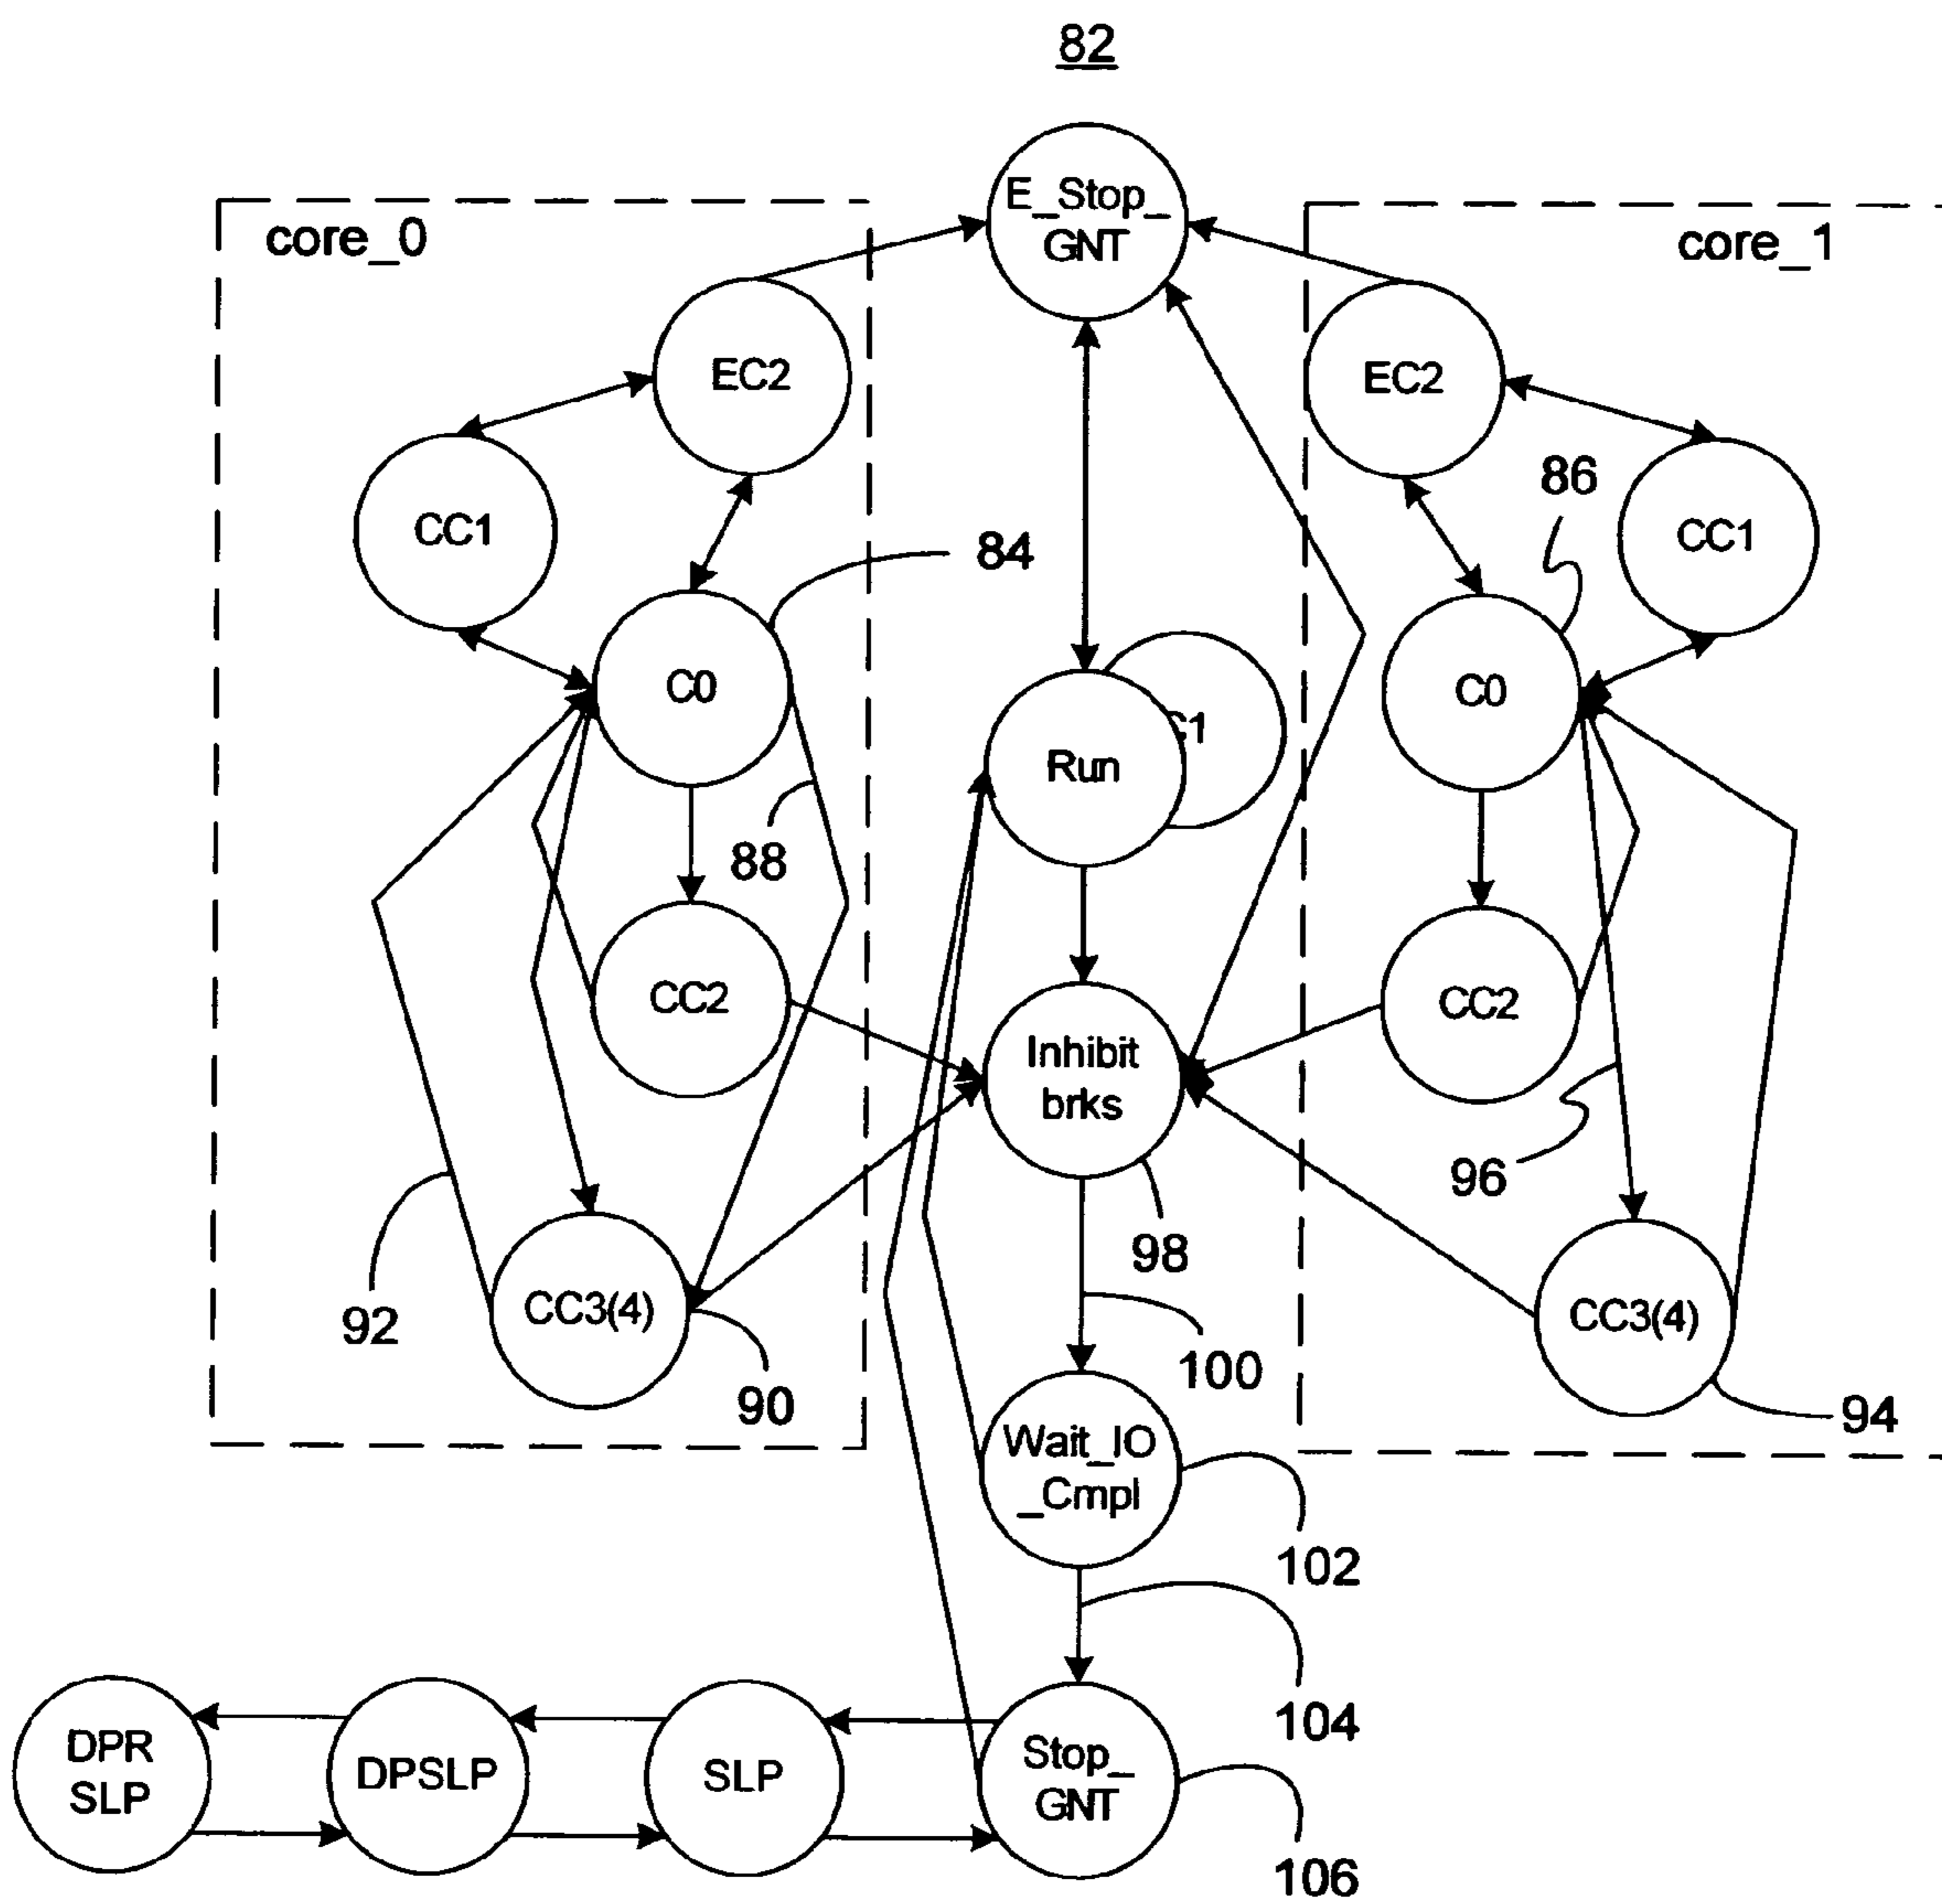 82
E_Stop_
GNT
core_0
core_1
EC2
EC2
86
CC1
CC1
84
C0
C0
Run
88
CC2
CC2
Inhibit
brks
96
98
92
CC3(4)
CC3(4)
100
90
94
Wait_IO
_Cmpl
102
104
DPR
SLP
DPSLP
SLP
Stop_
GNT
106